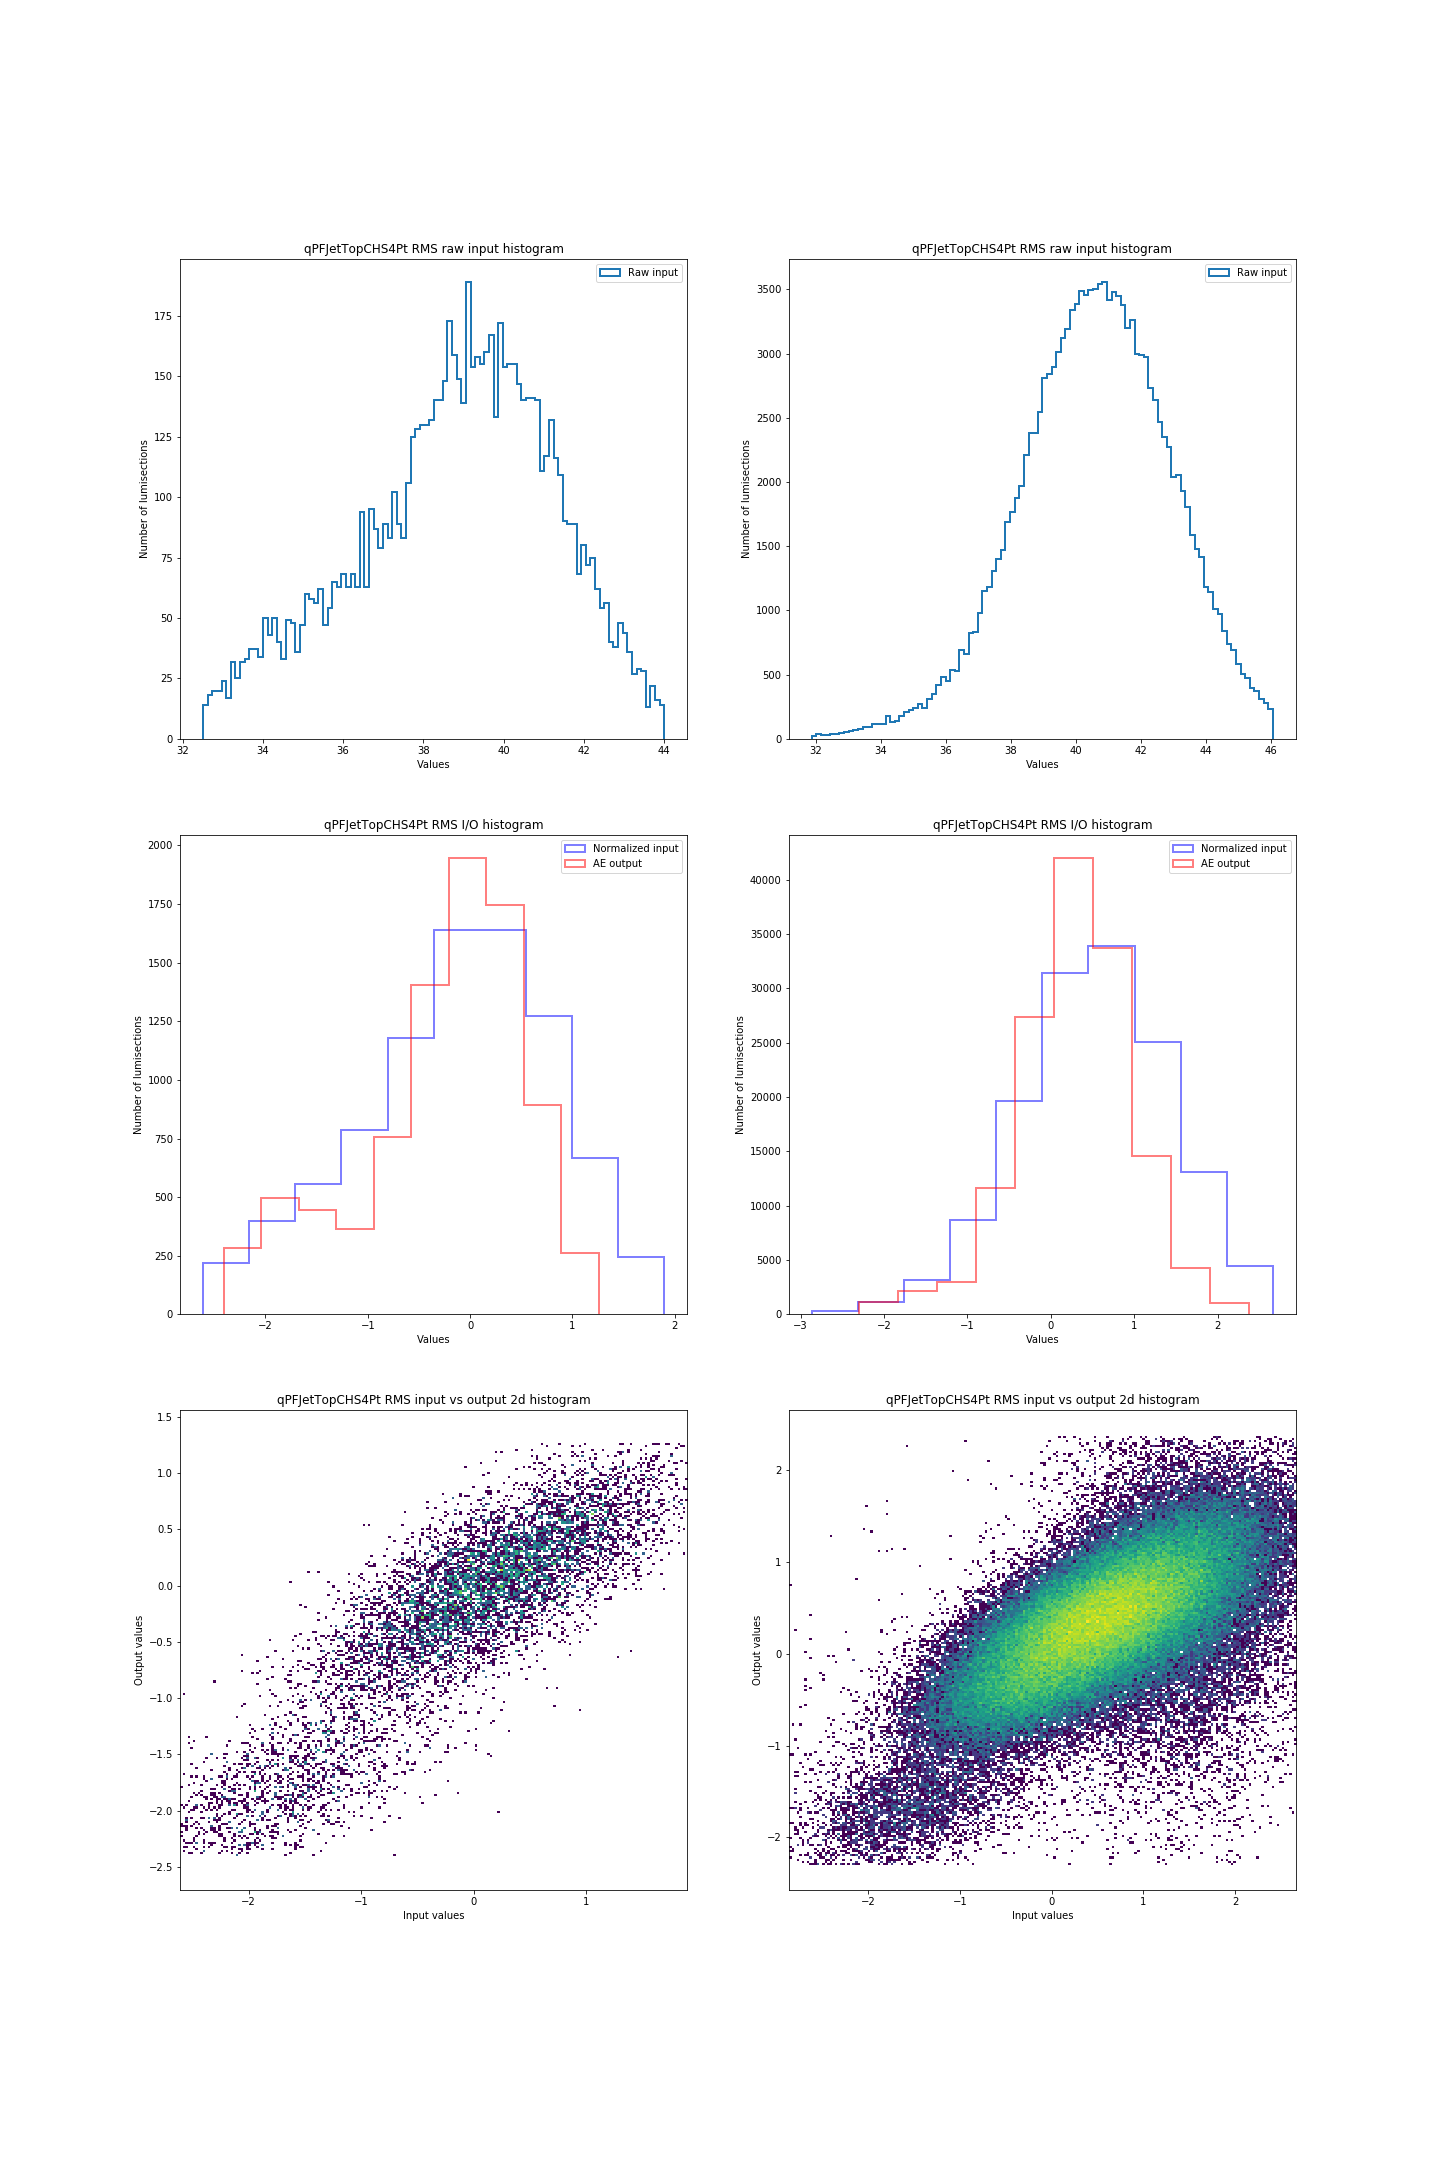 qPFJetTopCHS4Pt RMS raw input histogram
Raw input
Number of lumisections
175
150
125
100
75
50
25
0
32 34 36 38 40 42 44
Values
qPFJetTopCHS4Pt RMS raw input histogram
Raw input
Number of lumisections
3500
3000
2500
2000
1500
1000
500
0
32 34 36 38 40 42 44 46
Values
qPFJetTopCHS4Pt RMS I/O histogram
Normalized input
AE output
Number of lumisections
2000
1750
1500
1250
1000
750
500
250
0
−2 −1 0 1 2
Values
qPFJetTopCHS4Pt RMS I/O histogram
Normalized input
AE output
Number of lumisections
40000
35000
30000
25000
20000
15000
10000
5000
0
−3 −2 −1 0 1 2
Values
qPFJetTopCHS4Pt RMS input vs output 2d histogram
Output values
1.5
1.0
0.5
0.0
−0.5
−1.0
−1.5
−2.0
−2.5
−2 −1 0 1
Input values
qPFJetTopCHS4Pt RMS input vs output 2d histogram
Output values
2
1
0
−1
−2
−2 −1 0 1 2
Input values